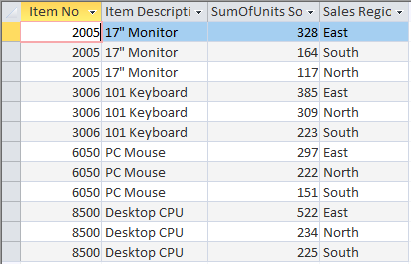 Item No Item Descripti SumOfUnits So Sales Regic
2005 17" Monitor 328 East
2005 17" Monitor 164 South
2005 17" Monitor 117 North
3006 101 Keyboard 385 East
3006 101 Keyboard 309 North
3006 101 Keyboard 223 South
6050 PC Mouse 297 East
6050 PC Mouse 222 North
6050 PC Mouse 151 South
8500 Desktop CPU 522 East
8500 Desktop CPU 234 North
8500 Desktop CPU 225 South